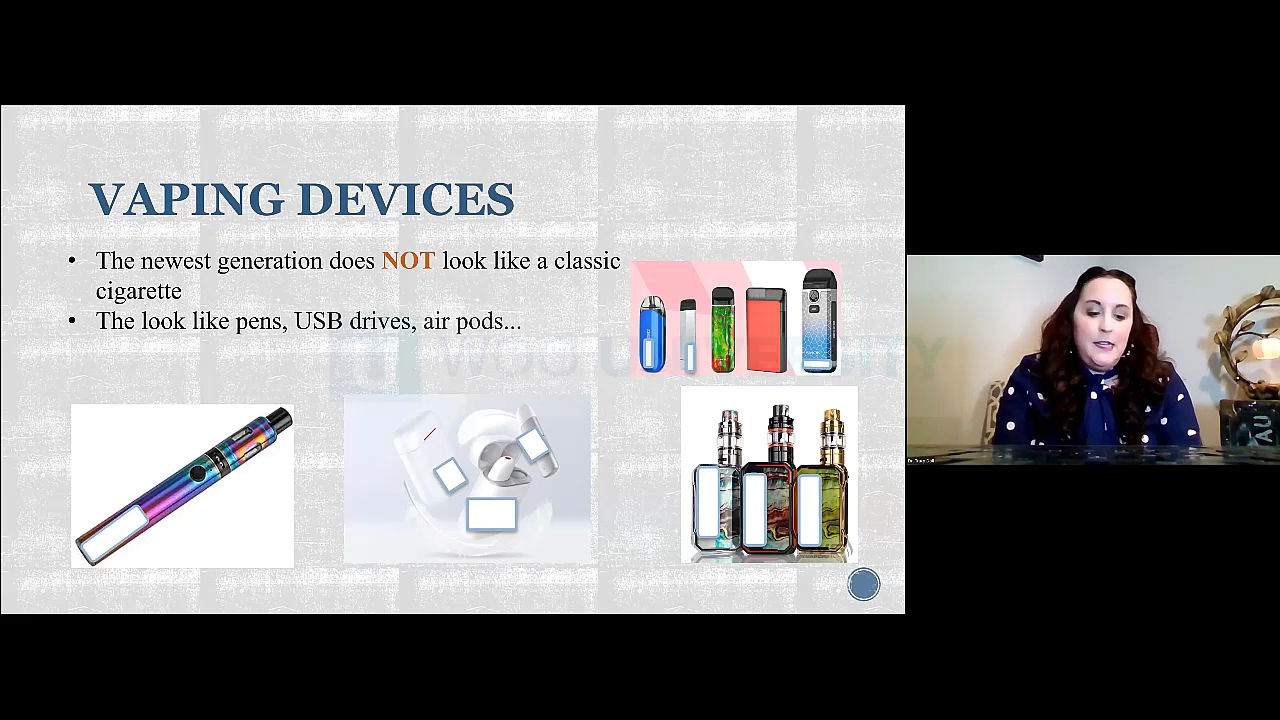 VAPING DEVICES
• The newest generation does NOT look like a classic
cigarette
• The look like pens, USB drives, air pods...
AU